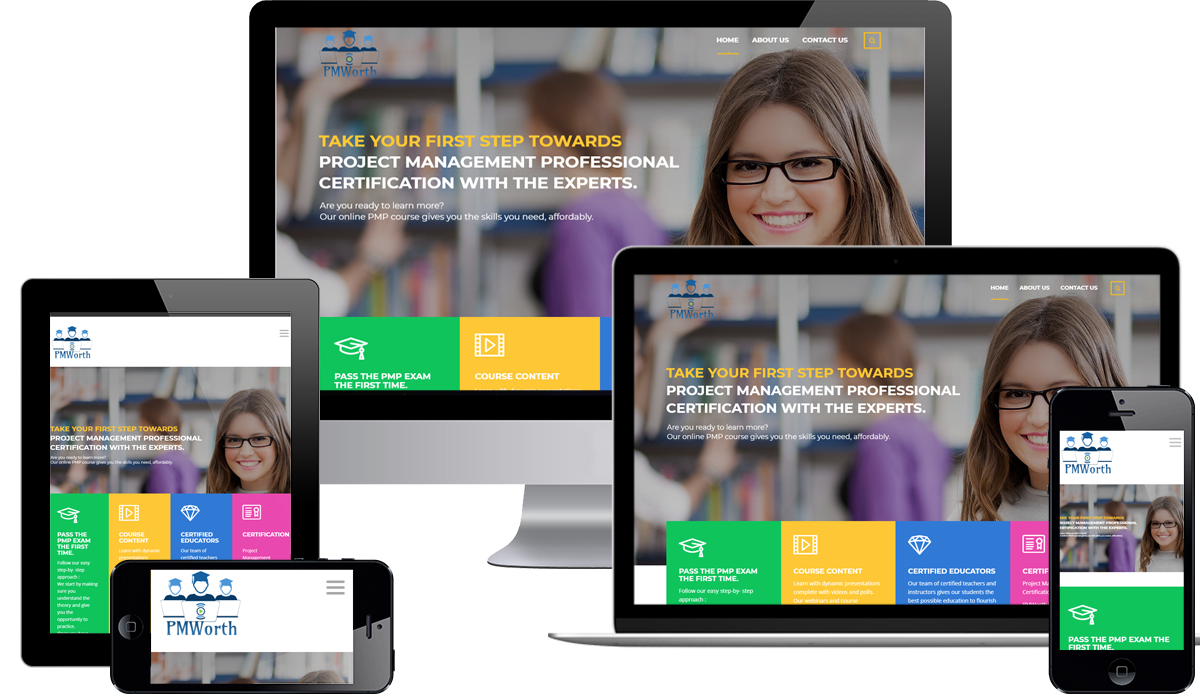 PMWorth
HOME ABOUT US CONTACT US
TAKE YOUR FIRST STEP TOWARDS
PROJECT MANAGEMENT PROFESSIONAL
CERTIFICATION WITH THE EXPERTS.
Are you ready to learn more?
Our online PMP course gives you the skills you need, affordably.
PASS THE PMP EXAM
THE FIRST TIME.
COURSE CONTENT
PMWorth
HOME ABOUT US CONTACT US
TAKE YOUR FIRST STEP TOWARDS
PROJECT MANAGEMENT PROFESSIONAL
CERTIFICATION WITH THE EXPERTS.
Are you ready to learn more?
Our online PMP course gives you the skills you need, affordably.
PASS THE PMP EXAM
THE FIRST TIME.
Follow our easy step-by- step
approach :
COURSE CONTENT
Learn with dynamic presentations
complete with videos and polls.
Our webinars and course
CERTIFIED EDUCATORS
Our team of certified teachers and
instructors gives our students the
best possible education to flourish
CERTIF
Project Ma
Certificatio
PMWorth
TAKE YOUR FIRST STEP TOWARDS
PROJECT MANAGEMENT PROFESSIONAL
CERTIFICATION WITH THE EXPERTS.
Are you ready to learn more?
Our online PMP course gives you the skills you need, affordably.
PASS THE
PMP EXAM
THE FIRST
TIME.
Follow our easy
step-by- step
approach :
We start by making
sure you
understand the
theory and give
you the
opportunity to
practice.
COURSE
CONTENT
Learn with dynamic
presentations
CERTIFIED
EDUCATORS
Our team of
certified teachers
CERTIFICATION
Project
Management
PMWorth
PMWorth
TAKE YOUR FIRST STEP TOWARDS
PROJECT MANAGEMENT PROFESSIONAL
CERTIFICATION WITH THE EXPERTS.
PASS THE PMP EXAM THE
FIRST TIME.